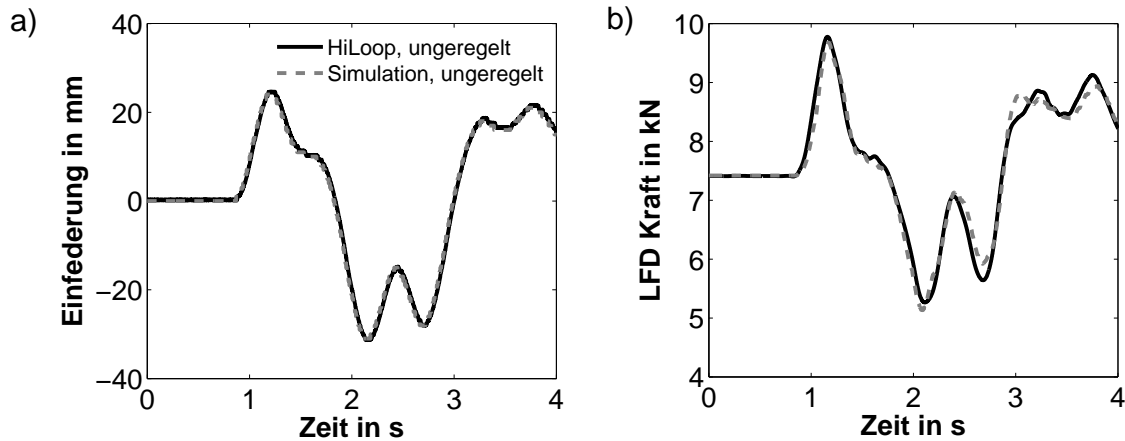 a)
Einfederung in mm
40
20
0
−20
−40
HiLoop, ungeregelt
Simulation, ungeregelt
0 1 2 3 4
Zeit in s
b)
LFD Kraft in kN
10
9
8
7
6
5
4
0 1 2 3 4
Zeit in s